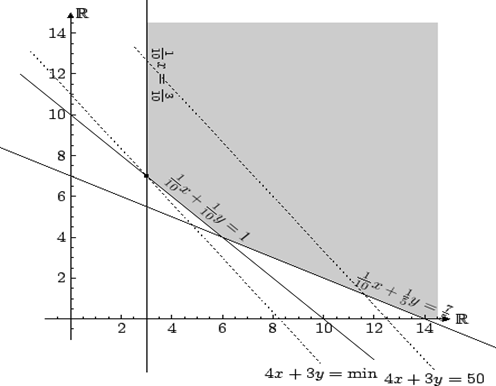 ℝ
14
12
10
8
6
4
2
2
4
6
8
10
12
14
ℝ
1/10 x = 3/10
1/10 x + 1/10 y = 1
1/10 x + 1/5 y =
4x + 3y = min
4x + 3y = 50